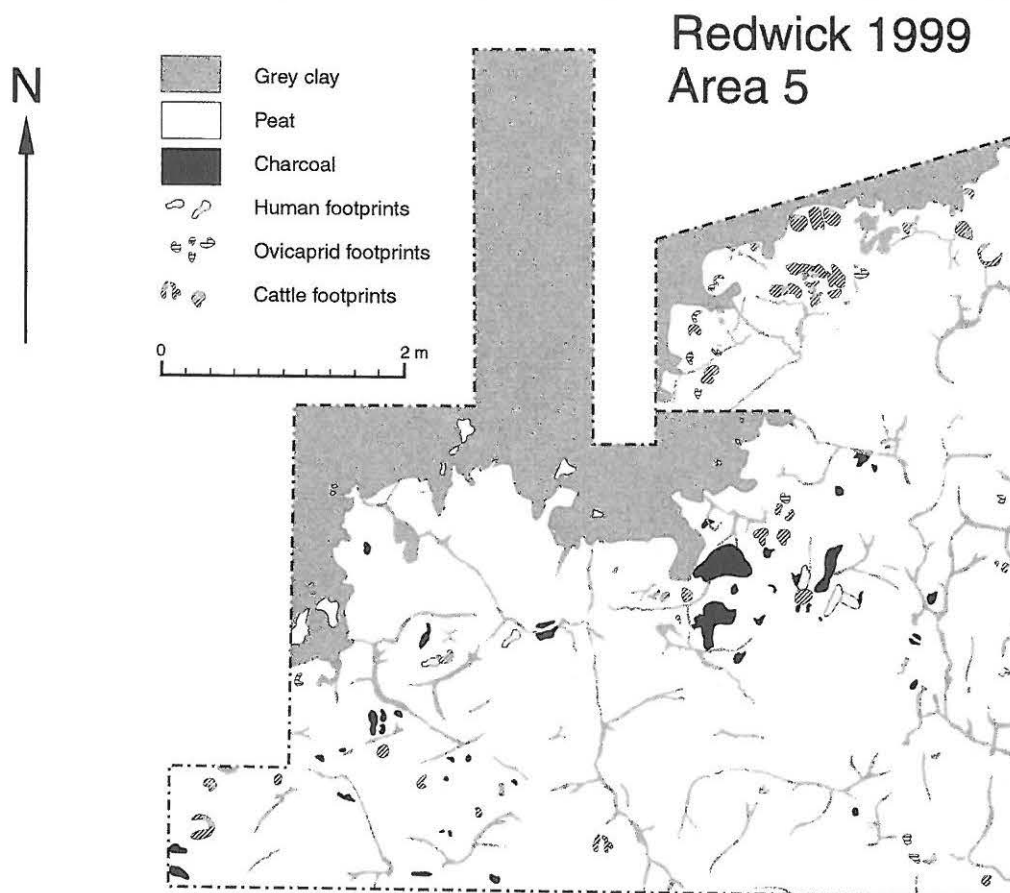 Redwick 1999
Area 5
N
Grey clay
Peat
Charcoal
Human footprints
Ovicaprid footprints
Cattle footprints
0 2 m